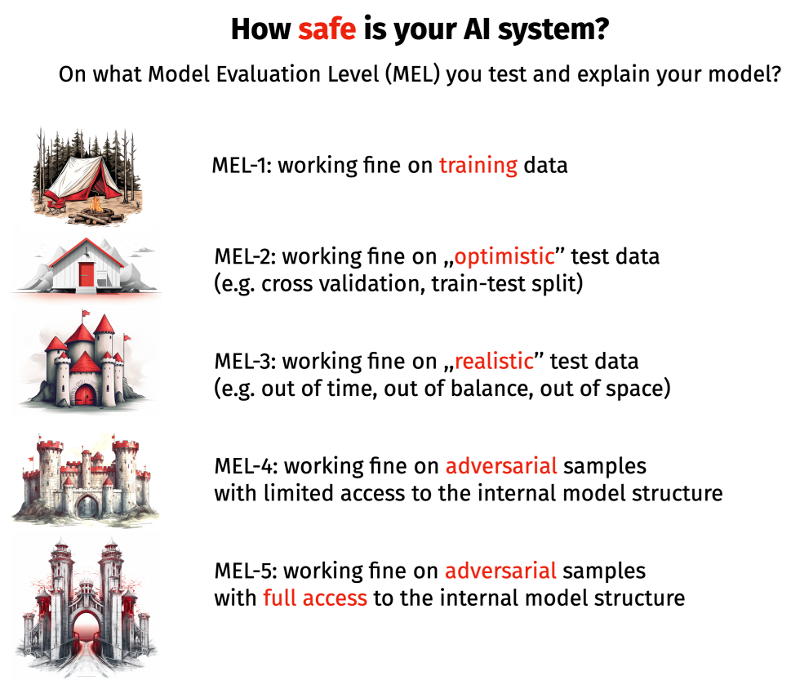 How safe is your AI system?
On what Model Evaluation Level (MEL) you test and explain your model?
MEL-1: working fine on training data
MEL-2: working fine on „optimistic” test data
(e.g. cross validation, train-test split)
MEL-3: working fine on „realistic” test data
(e.g. out of time, out of balance, out of space)
MEL-4: working fine on adversarial samples
with limited access to the internal model structure
MEL-5: working fine on adversarial samples
with full access to the internal model structure